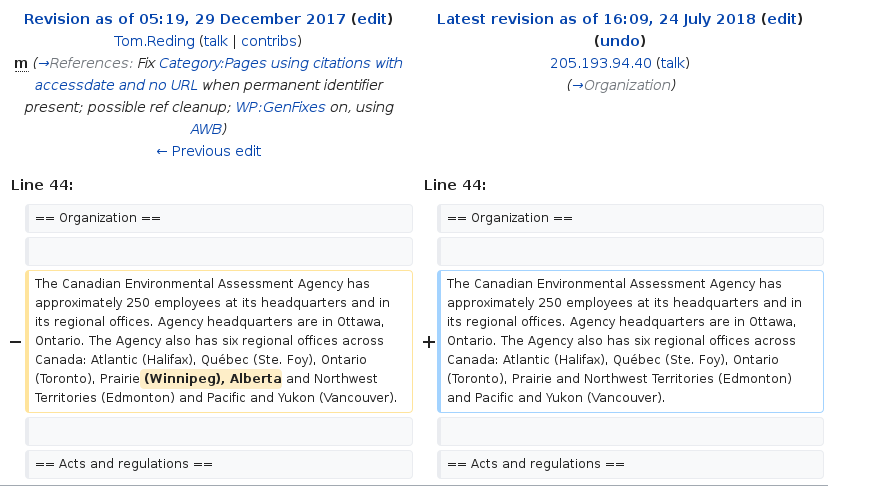 Revision as of 05:19, 29 December 2017 (edit)
Tom.Reding (talk | contribs)
m (→References: Fix Category:Pages using citations with
accessdate and no URL when permanent identifier
present; possible ref cleanup; WP:GenFixes on, using
AWB)
← Previous edit
Latest revision as of 16:09, 24 July 2018 (edit)
(undo)
205.193.94.40 (talk)
(→Organization)
Line 44:
Line 44:
== Organization ==
== Organization ==
−
The Canadian Environmental Assessment Agency has
approximately 250 employees at its headquarters and in
its regional offices. Agency headquarters are in Ottawa,
Ontario. The Agency also has six regional offices across
Canada: Atlantic (Halifax), Québec (Ste. Foy), Ontario
(Toronto), Prairie (Winnipeg), Alberta and Northwest
Territories (Edmonton) and Pacific and Yukon (Vancouver).
+
The Canadian Environmental Assessment Agency has
approximately 250 employees at its headquarters and in
its regional offices. Agency headquarters are in Ottawa,
Ontario. The Agency also has six regional offices across
Canada: Atlantic (Halifax), Québec (Ste. Foy), Ontario
(Toronto), Prairie and Northwest Territories (Edmonton)
and Pacific and Yukon (Vancouver).
== Acts and regulations ==
== Acts and regulations ==